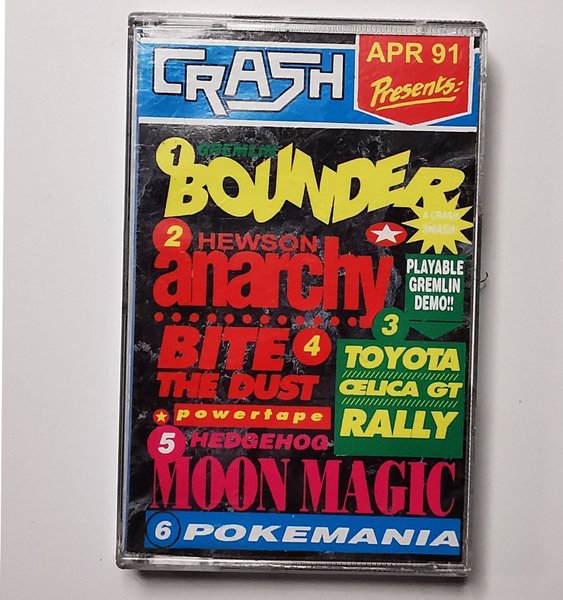 CRASH
APR 91
Presents:-
1
GREMLIN
BOUNDER
A CRASH
SMASH
2 HEWSON
anarchy
PLAYABLE
GREMLIN
DEMO!!
3
TOYOTA
CELICA GT
RALLY
BITE 4
THE DUST
powertape
5 HEDGEHOG
MOON MAGIC
6 POKEMANIA